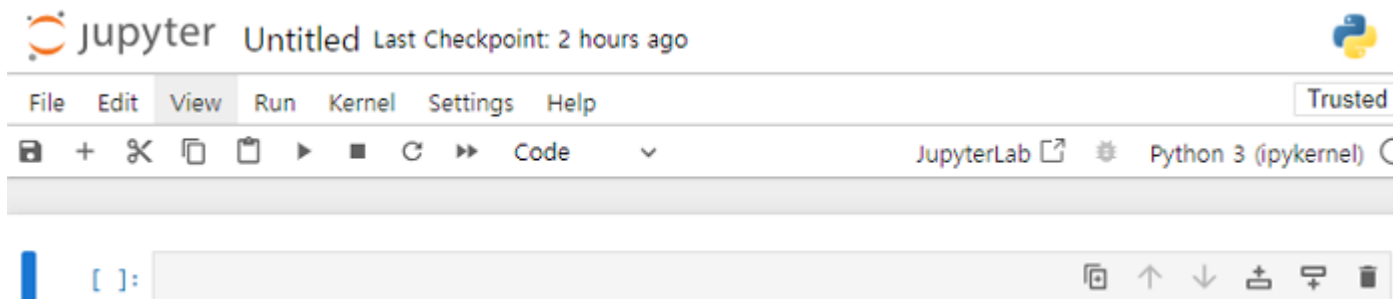 jupyter Untitled Last Checkpoint: 2 hours ago
File Edit View Run Kernel Settings Help Trusted
Code JupyterLab Python 3 (ipykernel)
[ ]: